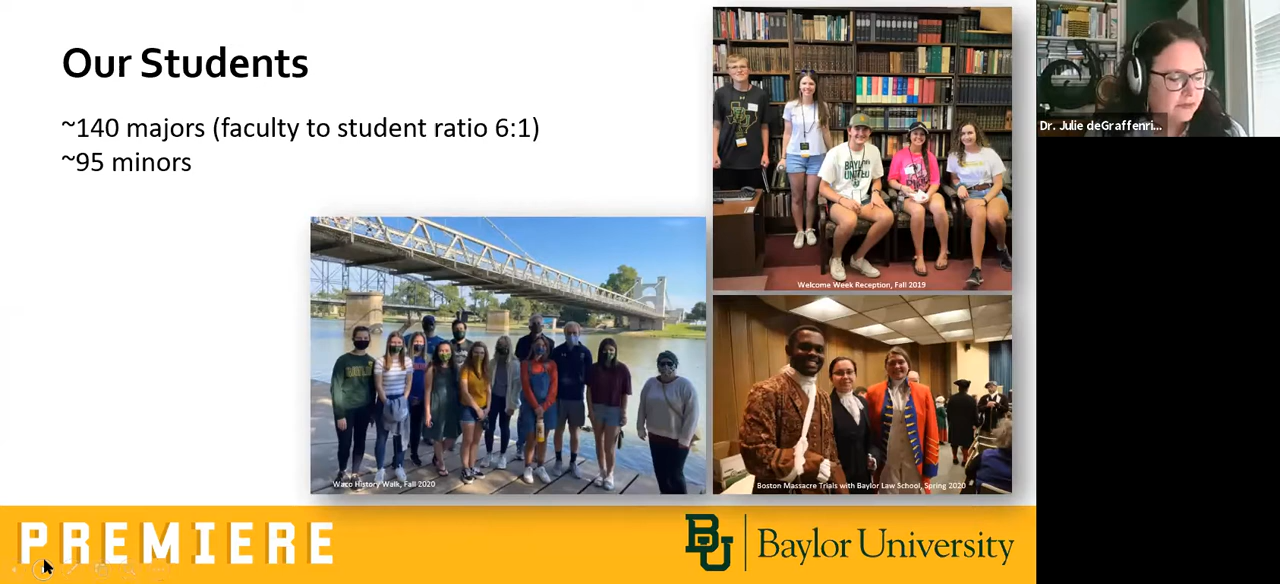 Our Students
~140 majors (faculty to student ratio 6:1)
~95 minors
Welcome Week Reception, Fall 2019
Waco History Walk, Fall 2020
Boston Massacre Trials with Baylor Law School, Spring 2020
PREMIERE
BU
Baylor University
Dr. Julie deGraffenri...
BAYLOR
UNITED